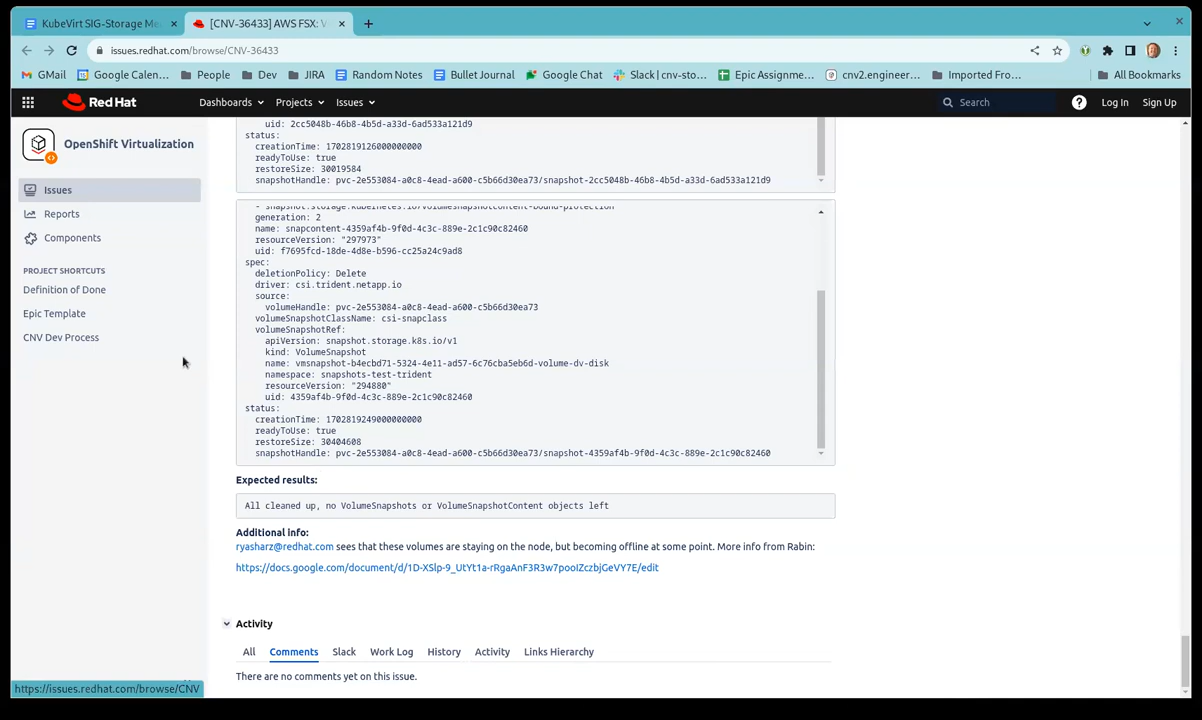 KubeVirt SIG-Storage Me
[CNV-36433] AWS FSX: V
issues.redhat.com/browse/CNV-36433
GMail
Google Calen...
People
Dev
JIRA
Random Notes
Bullet Journal
Google Chat
Slack | cnv-sto...
Epic Assignme...
cnv2.engineer...
Imported Fro...
All Bookmarks
Red Hat
Dashboards
Projects
Issues
Search
Log In
Sign Up
OpenShift Virtualization
Issues
Reports
Components
PROJECT SHORTCUTS
Definition of Done
Epic Template
CNV Dev Process
uid: 2cc5048b-46b8-4b5d-a33d-6ad533a121d9
status:
creationTime: 1702819126000000000
readyToUse: true
restoreSize: 30019584
snapshotHandle: pvc-2e553084-a0c8-4ead-a600-c5b66d30ea73/snapshot-2cc5048b-46b8-4b5d-a33d-6ad533a121d9
- snapshot.storage.kubernetes.io/volumesnapshotcontent-bound-protection
generation: 2
name: snapcontent-4359af4b-9f0d-4c3c-889e-2c1c90c82460
resourceVersion: "297973"
uid: f7695fcd-18de-4d8e-b596-cc25a24c9ad8
spec:
deletionPolicy: Delete
driver: csi.trident.netapp.io
source:
volumeHandle: pvc-2e553084-a0c8-4ead-a600-c5b66d30ea73
volumeSnapshotClassName: csi-snapclass
volumeSnapshotRef:
apiVersion: snapshot.storage.k8s.io/v1
kind: VolumeSnapshot
name: vmsnapshot-b4ecbd71-5324-4e11-ad57-6c76cba5eb6d-volume-dv-disk
namespace: snapshots-test-trident
resourceVersion: "294880"
uid: 4359af4b-9f0d-4c3c-889e-2c1c90c82460
status:
creationTime: 1702819249000000000
readyToUse: true
restoreSize: 30404608
snapshotHandle: pvc-2e553084-a0c8-4ead-a600-c5b66d30ea73/snapshot-4359af4b-9f0d-4c3c-889e-2c1c90c82460
Expected results:
All cleaned up, no VolumeSnapshots or VolumeSnapshotContent objects left
Additional info:
ryasharz@redhat.com sees that these volumes are staying on the node, but becoming offline at some point. More info from Rabin:
https://docs.google.com/document/d/1D-XSlp-9_UtYt1a-rRgaAnF3R3w7pooIZczbjGeVY7E/edit
Activity
All
Comments
Slack
Work Log
History
Activity
Links Hierarchy
There are no comments yet on this issue.
https://issues.redhat.com/browse/CNV